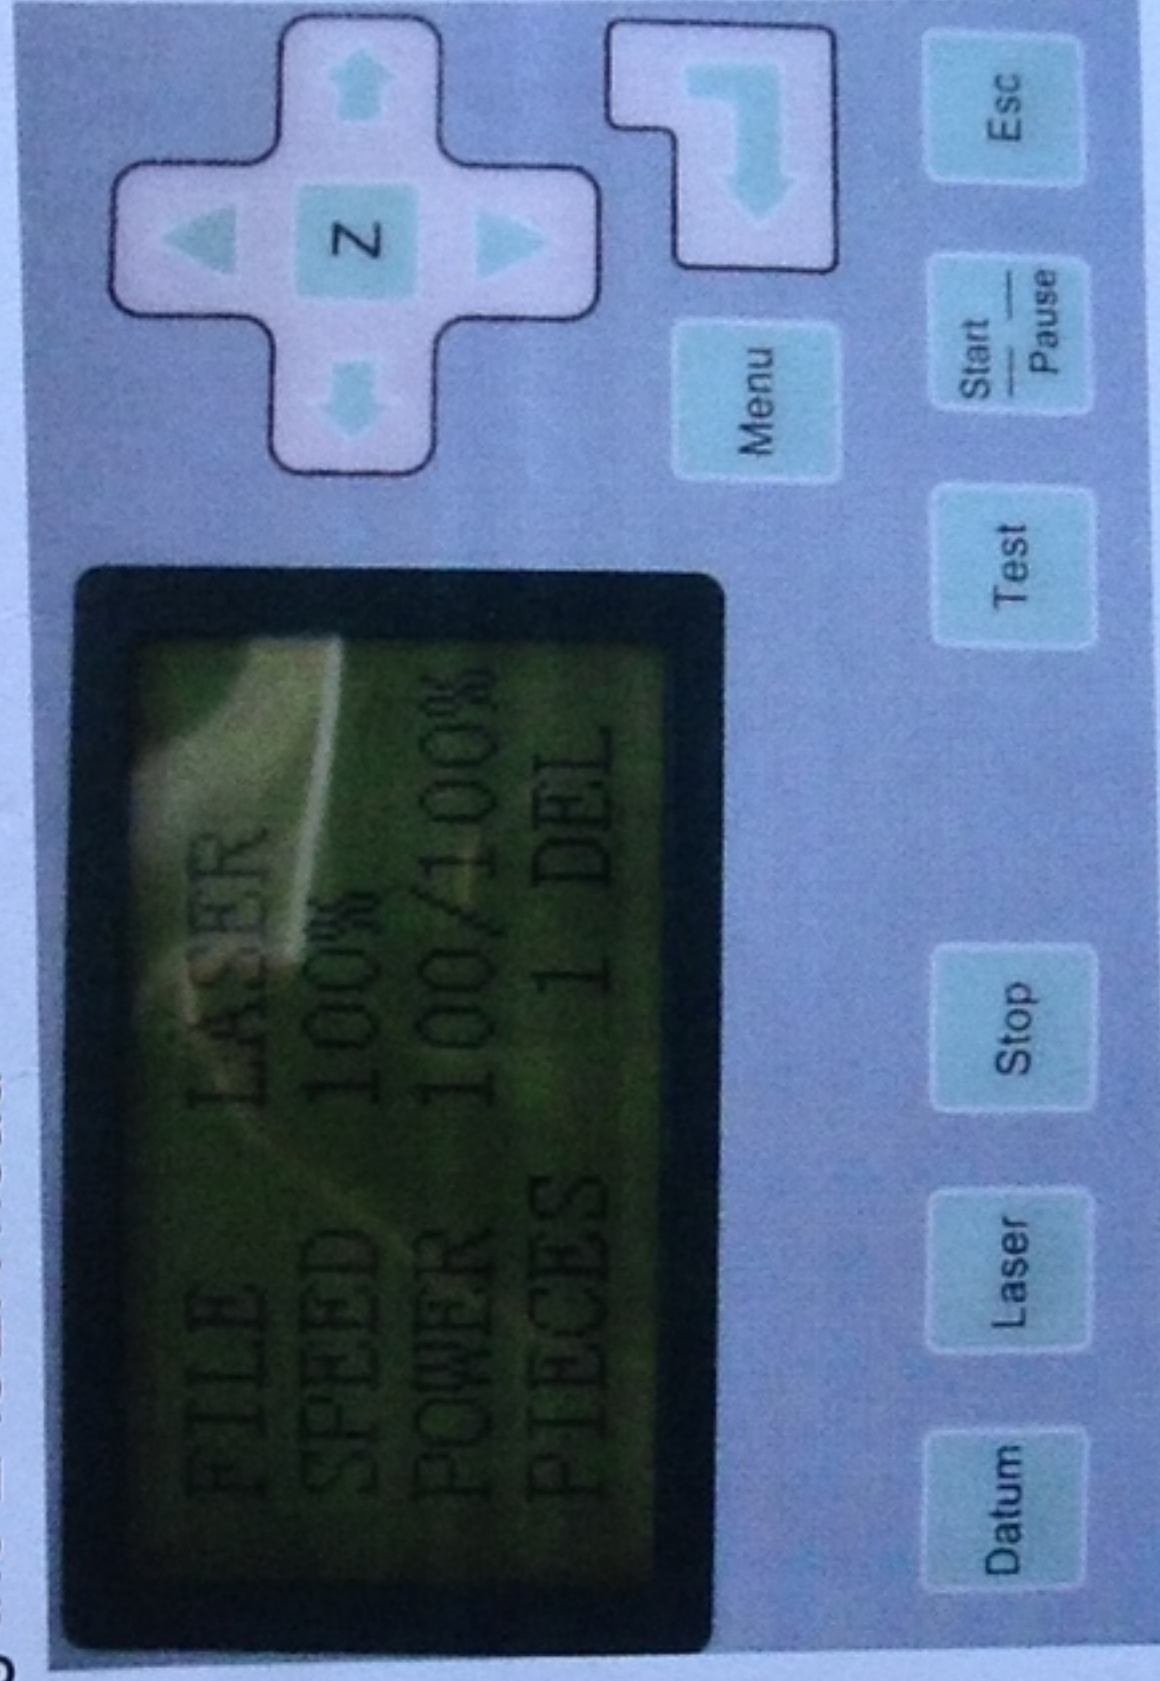 FILE LASER
SPEED 100%
POWER 100/100%
PIECES 1 DEL
Z
Menu
Datum
Laser
Stop
Test
Start
Pause
Esc